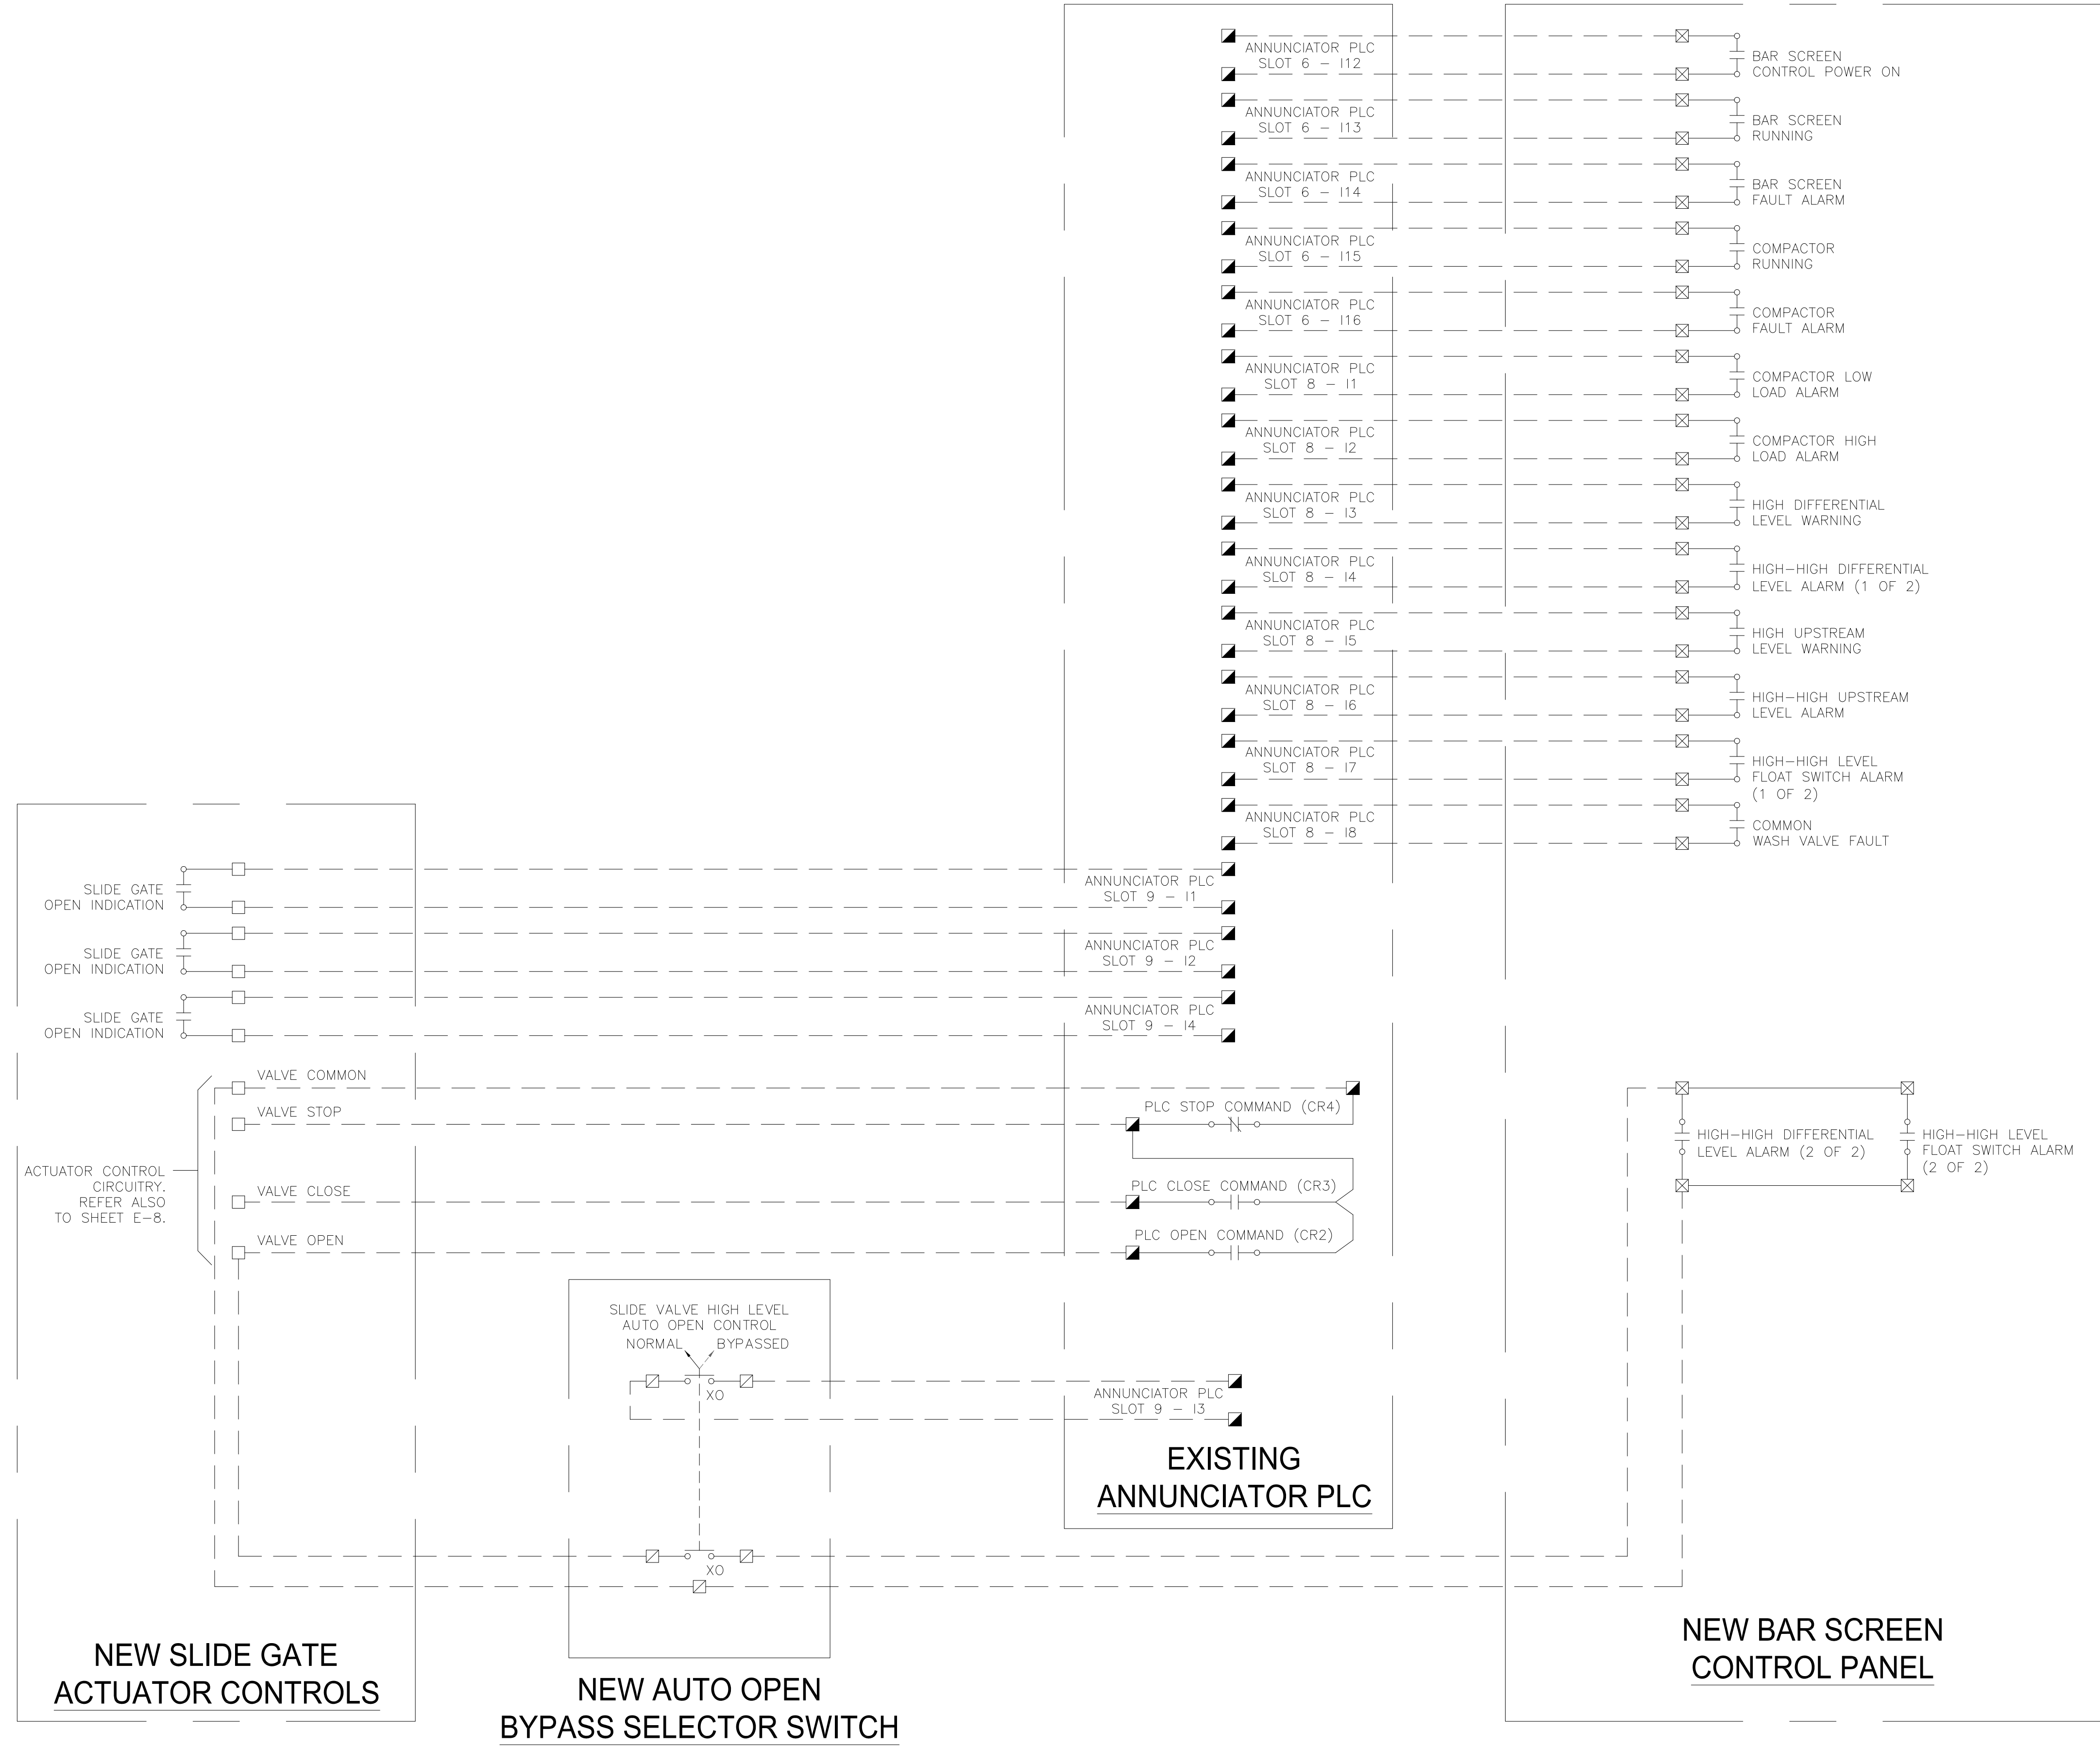 ANNUNCIATOR PLC
SLOT 6 – I12
BAR SCREEN
CONTROL POWER ON
ANNUNCIATOR PLC
SLOT 6 – I13
BAR SCREEN
RUNNING
ANNUNCIATOR PLC
SLOT 6 – I14
BAR SCREEN
FAULT ALARM
ANNUNCIATOR PLC
SLOT 6 – I15
COMPACTOR
RUNNING
ANNUNCIATOR PLC
SLOT 6 – I16
COMPACTOR
FAULT ALARM
ANNUNCIATOR PLC
SLOT 8 – I1
COMPACTOR LOW
LOAD ALARM
ANNUNCIATOR PLC
SLOT 8 – I2
COMPACTOR HIGH
LOAD ALARM
ANNUNCIATOR PLC
SLOT 8 – I3
HIGH DIFFERENTIAL
LEVEL WARNING
ANNUNCIATOR PLC
SLOT 8 – I4
HIGH–HIGH DIFFERENTIAL
LEVEL ALARM (1 OF 2)
ANNUNCIATOR PLC
SLOT 8 – I5
HIGH UPSTREAM
LEVEL WARNING
ANNUNCIATOR PLC
SLOT 8 – I6
HIGH–HIGH UPSTREAM
LEVEL ALARM
ANNUNCIATOR PLC
SLOT 8 – I7
HIGH–HIGH LEVEL
FLOAT SWITCH ALARM
(1 OF 2)
ANNUNCIATOR PLC
SLOT 8 – I8
COMMON
WASH VALVE FAULT
SLIDE GATE
OPEN INDICATION
ANNUNCIATOR PLC
SLOT 9 – I1
SLIDE GATE
OPEN INDICATION
ANNUNCIATOR PLC
SLOT 9 – I2
SLIDE GATE
OPEN INDICATION
ANNUNCIATOR PLC
SLOT 9 – I4
VALVE COMMON
VALVE STOP
PLC STOP COMMAND (CR4)
ACTUATOR CONTROL
CIRCUITRY.
REFER ALSO
TO SHEET E–8.
VALVE CLOSE
PLC CLOSE COMMAND (CR3)
VALVE OPEN
PLC OPEN COMMAND (CR2)
HIGH–HIGH DIFFERENTIAL
LEVEL ALARM (2 OF 2)
HIGH–HIGH LEVEL
FLOAT SWITCH ALARM
(2 OF 2)
SLIDE VALVE HIGH LEVEL
AUTO OPEN CONTROL
NORMAL
BYPASSED
XO
ANNUNCIATOR PLC
SLOT 9 – I3
EXISTING
ANNUNCIATOR PLC
XO
NEW SLIDE GATE
ACTUATOR CONTROLS
NEW AUTO OPEN
BYPASS SELECTOR SWITCH
NEW BAR SCREEN
CONTROL PANEL